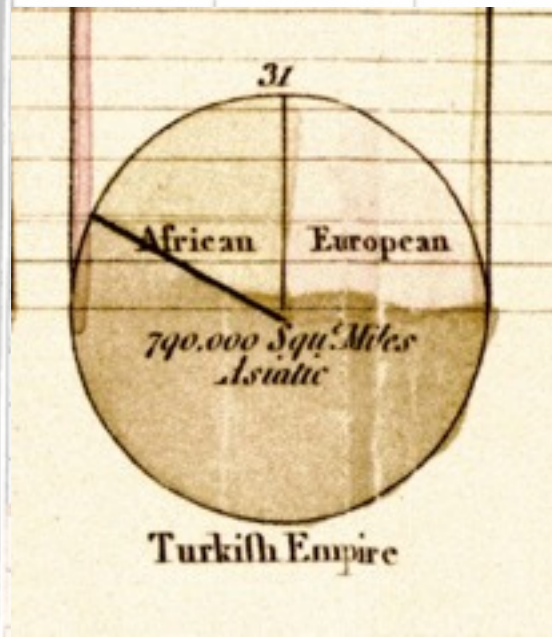 31
African European
790.000 Squ. Miles
Asiatic
Turkiſh Empire